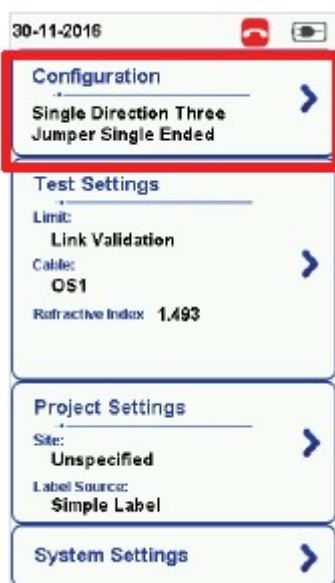 30-11-2016
Configuration
Single Direction Three
Jumper Single Ended
Test Settings
Limit:
Link Validation
Cable:
OS1
Refractive Index 1.493
Project Settings
Site:
Unspecified
Label Source:
Simple Label
System Settings